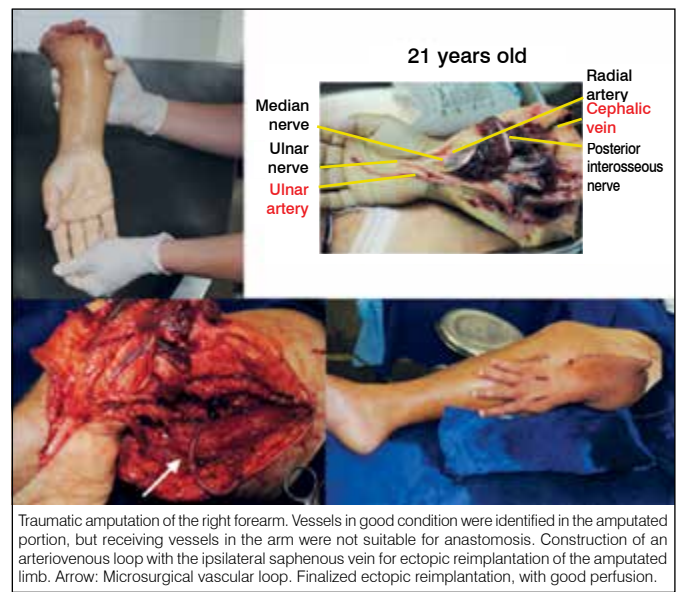 21 years old
Median
nerve
Ulnar
nerve
Ulnar
artery
Radial
artery
Cephalic
vein
Posterior
interosseous
nerve
Traumatic amputation of the right forearm. Vessels in good condition were identified in the amputated
portion, but receiving vessels in the arm were not suitable for anastomosis. Construction of an
arteriovenous loop with the ipsilateral saphenous vein for ectopic reimplantation of the amputated
limb. Arrow: Microsurgical vascular loop. Finalized ectopic reimplantation, with good perfusion.